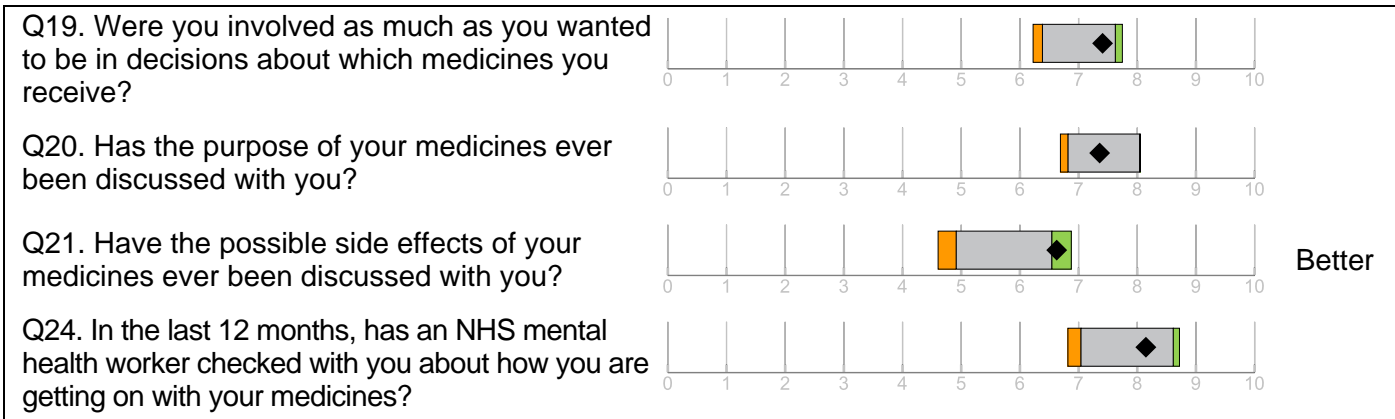 Q19. Were you involved as much as you wanted
to be in decisions about which medicines you
receive?
0 1 2 3 4 5 6 7 8 9 10
Q20. Has the purpose of your medicines ever
been discussed with you?
0 1 2 3 4 5 6 7 8 9 10
Q21. Have the possible side effects of your
medicines ever been discussed with you?
Better
0 1 2 3 4 5 6 7 8 9 10
Q24. In the last 12 months, has an NHS mental
health worker checked with you about how you are
getting on with your medicines?
0 1 2 3 4 5 6 7 8 9 10